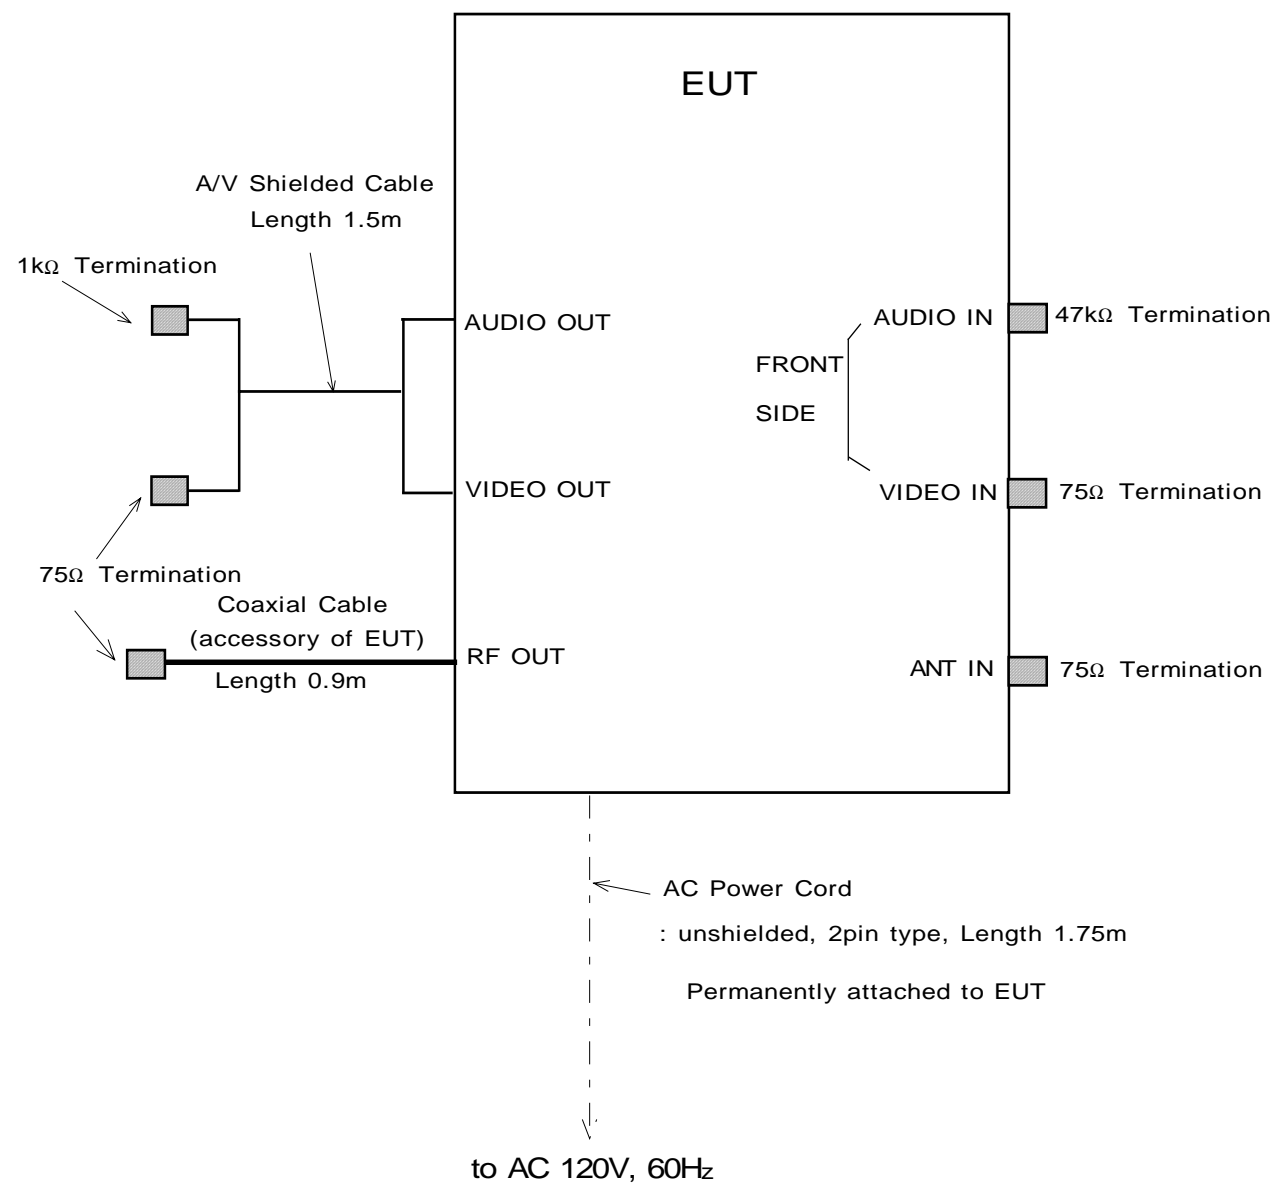 EUT
A/V Shielded Cable
Length 1.5m
1kΩ Termination
AUDIO OUT
AUDIO IN
47kΩ Termination
FRONT
SIDE
VIDEO OUT
VIDEO IN
75Ω Termination
75Ω Termination
Coaxial Cable
(accessory of EUT)
Length 0.9m
RF OUT
ANT IN
75Ω Termination
AC Power Cord
: unshielded, 2pin type, Length 1.75m
Permanently attached to EUT
to AC 120V, 60Hz